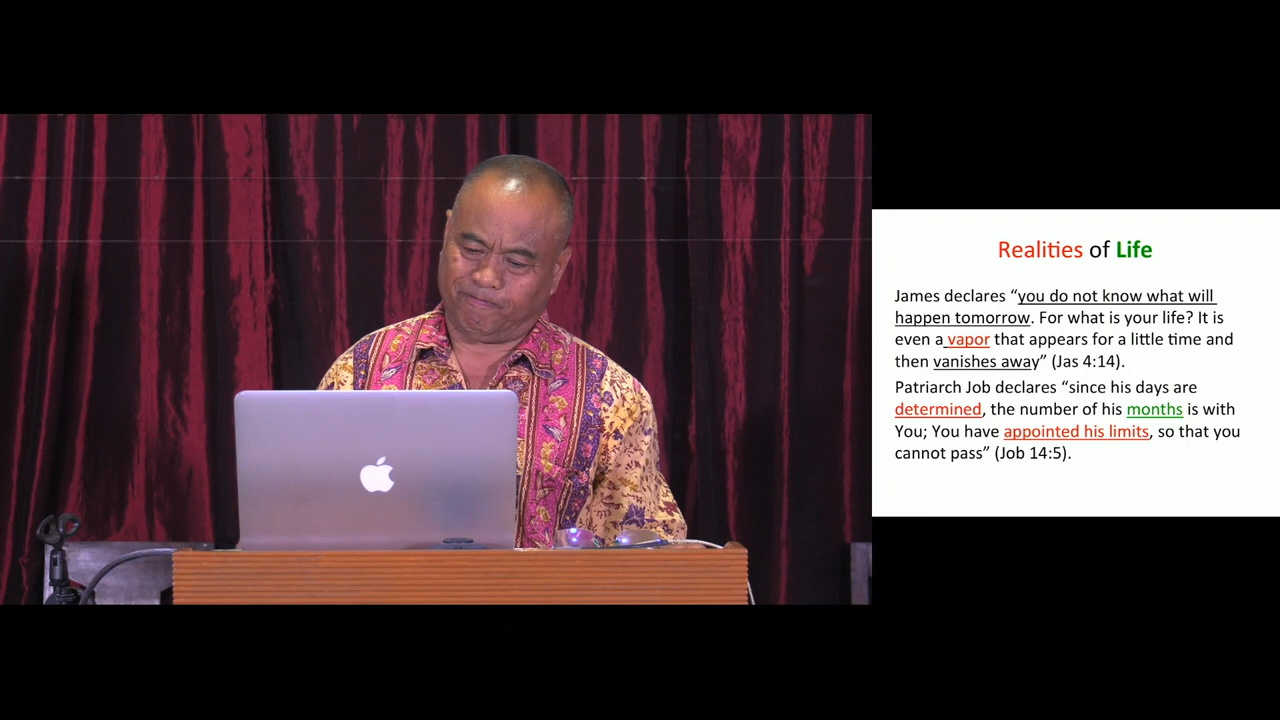 Realities of Life
James declares “you do not know what will
happen tomorrow. For what is your life? It is
even a vapor that appears for a little time and
then vanishes away” (Jas 4:14).
Patriarch Job declares “since his days are
determined, the number of his months is with
You; You have appointed his limits, so that you
cannot pass” (Job 14:5).